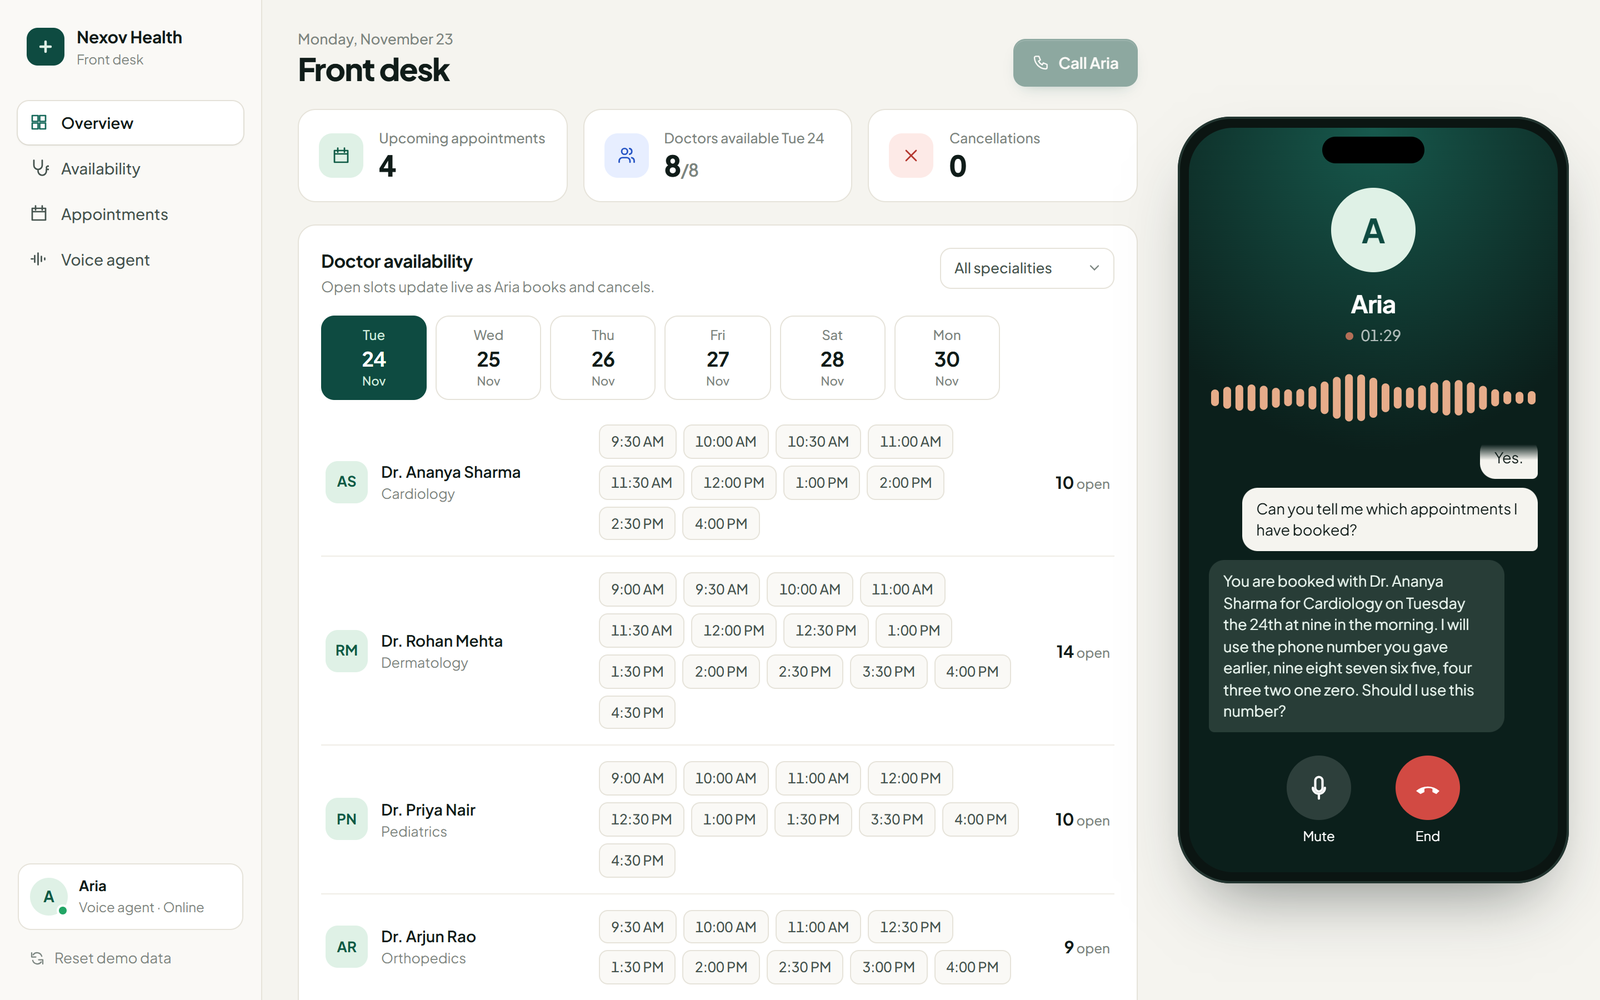 Nexov Health
Front desk
Overview
Availability
Appointments
Voice agent
A
Aria
Voice agent · Online
Reset demo data
Monday, November 23
Front desk
Call Aria
Upcoming appointments
4
Doctors available Tue 24
8/8
Cancellations
0
Doctor availability
Open slots update live as Aria books and cancels.
All specialities
Tue
24
Nov
Wed
25
Nov
Thu
26
Nov
Fri
27
Nov
Sat
28
Nov
Mon
30
Nov
AS
Dr. Ananya Sharma
Cardiology
9:30 AM 10:00 AM 10:30 AM 11:00 AM
11:30 AM 12:00 PM 1:00 PM 2:00 PM
2:30 PM 4:00 PM
10 open
RM
Dr. Rohan Mehta
Dermatology
9:00 AM 9:30 AM 10:00 AM 11:00 AM
11:30 AM 12:00 PM 12:30 PM 1:00 PM
1:30 PM 2:00 PM 2:30 PM 3:30 PM 4:00 PM
4:30 PM
14 open
PN
Dr. Priya Nair
Pediatrics
9:00 AM 10:00 AM 11:00 AM 12:00 PM
12:30 PM 1:00 PM 1:30 PM 3:30 PM 4:00 PM
4:30 PM
10 open
AR
Dr. Arjun Rao
Orthopedics
9:30 AM 10:00 AM 11:00 AM 12:30 PM
1:30 PM 2:00 PM 2:30 PM 3:00 PM 4:00 PM
9 open
A
Aria
01:29
Yes.
Can you tell me which appointments I
have booked?
You are booked with Dr. Ananya
Sharma for Cardiology on Tuesday
the 24th at nine in the morning. I will
use the phone number you gave
earlier, nine eight seven six five, four
three two one zero. Should I use this
number?
Mute
End